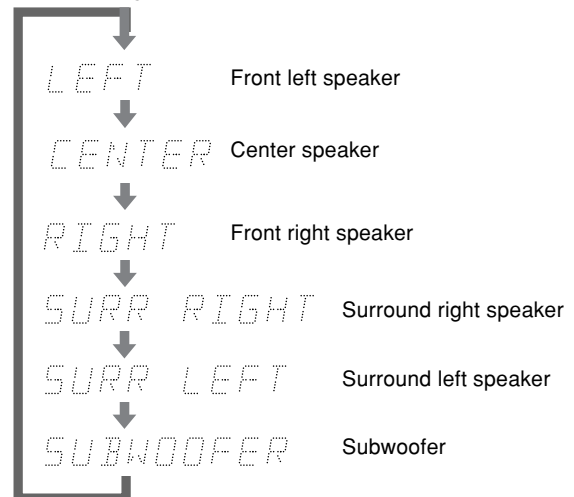 LEFT Front left speaker
CENTER Center speaker
RIGHT Front right speaker
SURR RIGHT Surround right speaker
SURR LEFT Surround left speaker
SUBWOOFER Subwoofer